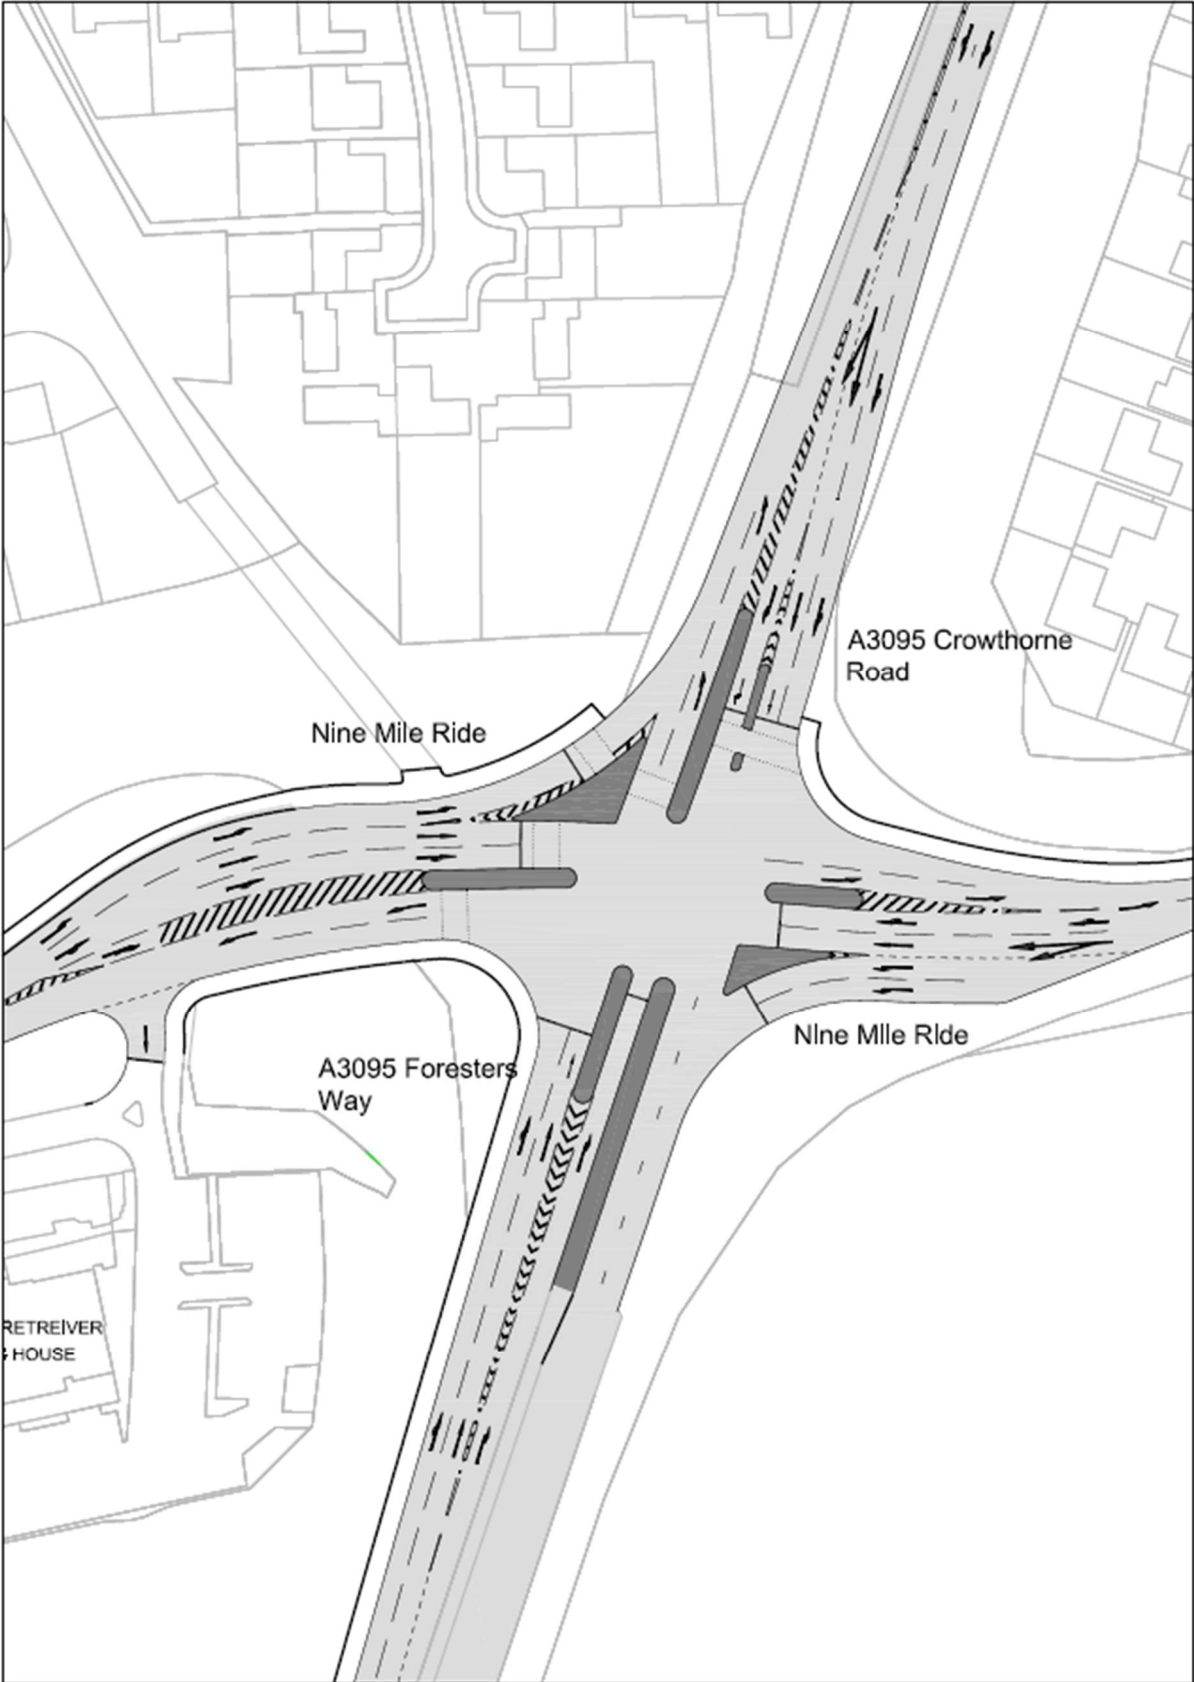 A3095 Crowthorne
Road
Nine Mile Ride
NIne MIle RIde
A3095 Foresters
Way
RETREIVER
HOUSE